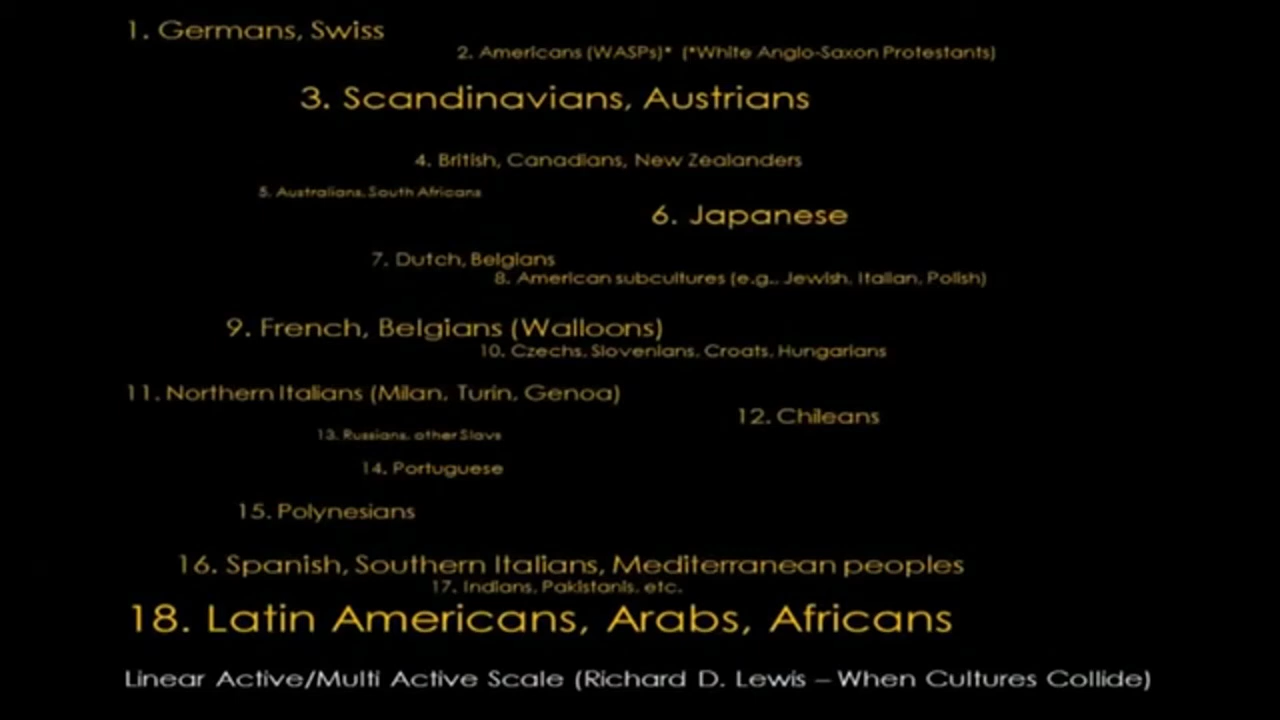 1. Germans, Swiss
2. Americans (WASPs)* (*White Anglo-Saxon Protestants)
3. Scandinavians, Austrians
4. British, Canadians, New Zealanders
5. Australians, South Africans
6. Japanese
7. Dutch, Belgians
8. American subcultures (e.g., Jewish, Italian, Polish)
9. French, Belgians (Walloons)
10. Czechs, Slovenians, Croats, Hungarians
11. Northern Italians (Milan, Turin, Genoa)
12. Chileans
13. Russians, other Slavs
14. Portuguese
15. Polynesians
16. Spanish, Southern Italians, Mediterranean peoples
17. Indians, Pakistanis, etc.
18. Latin Americans, Arabs, Africans
Linear Active/Multi Active Scale (Richard D. Lewis – When Cultures Collide)